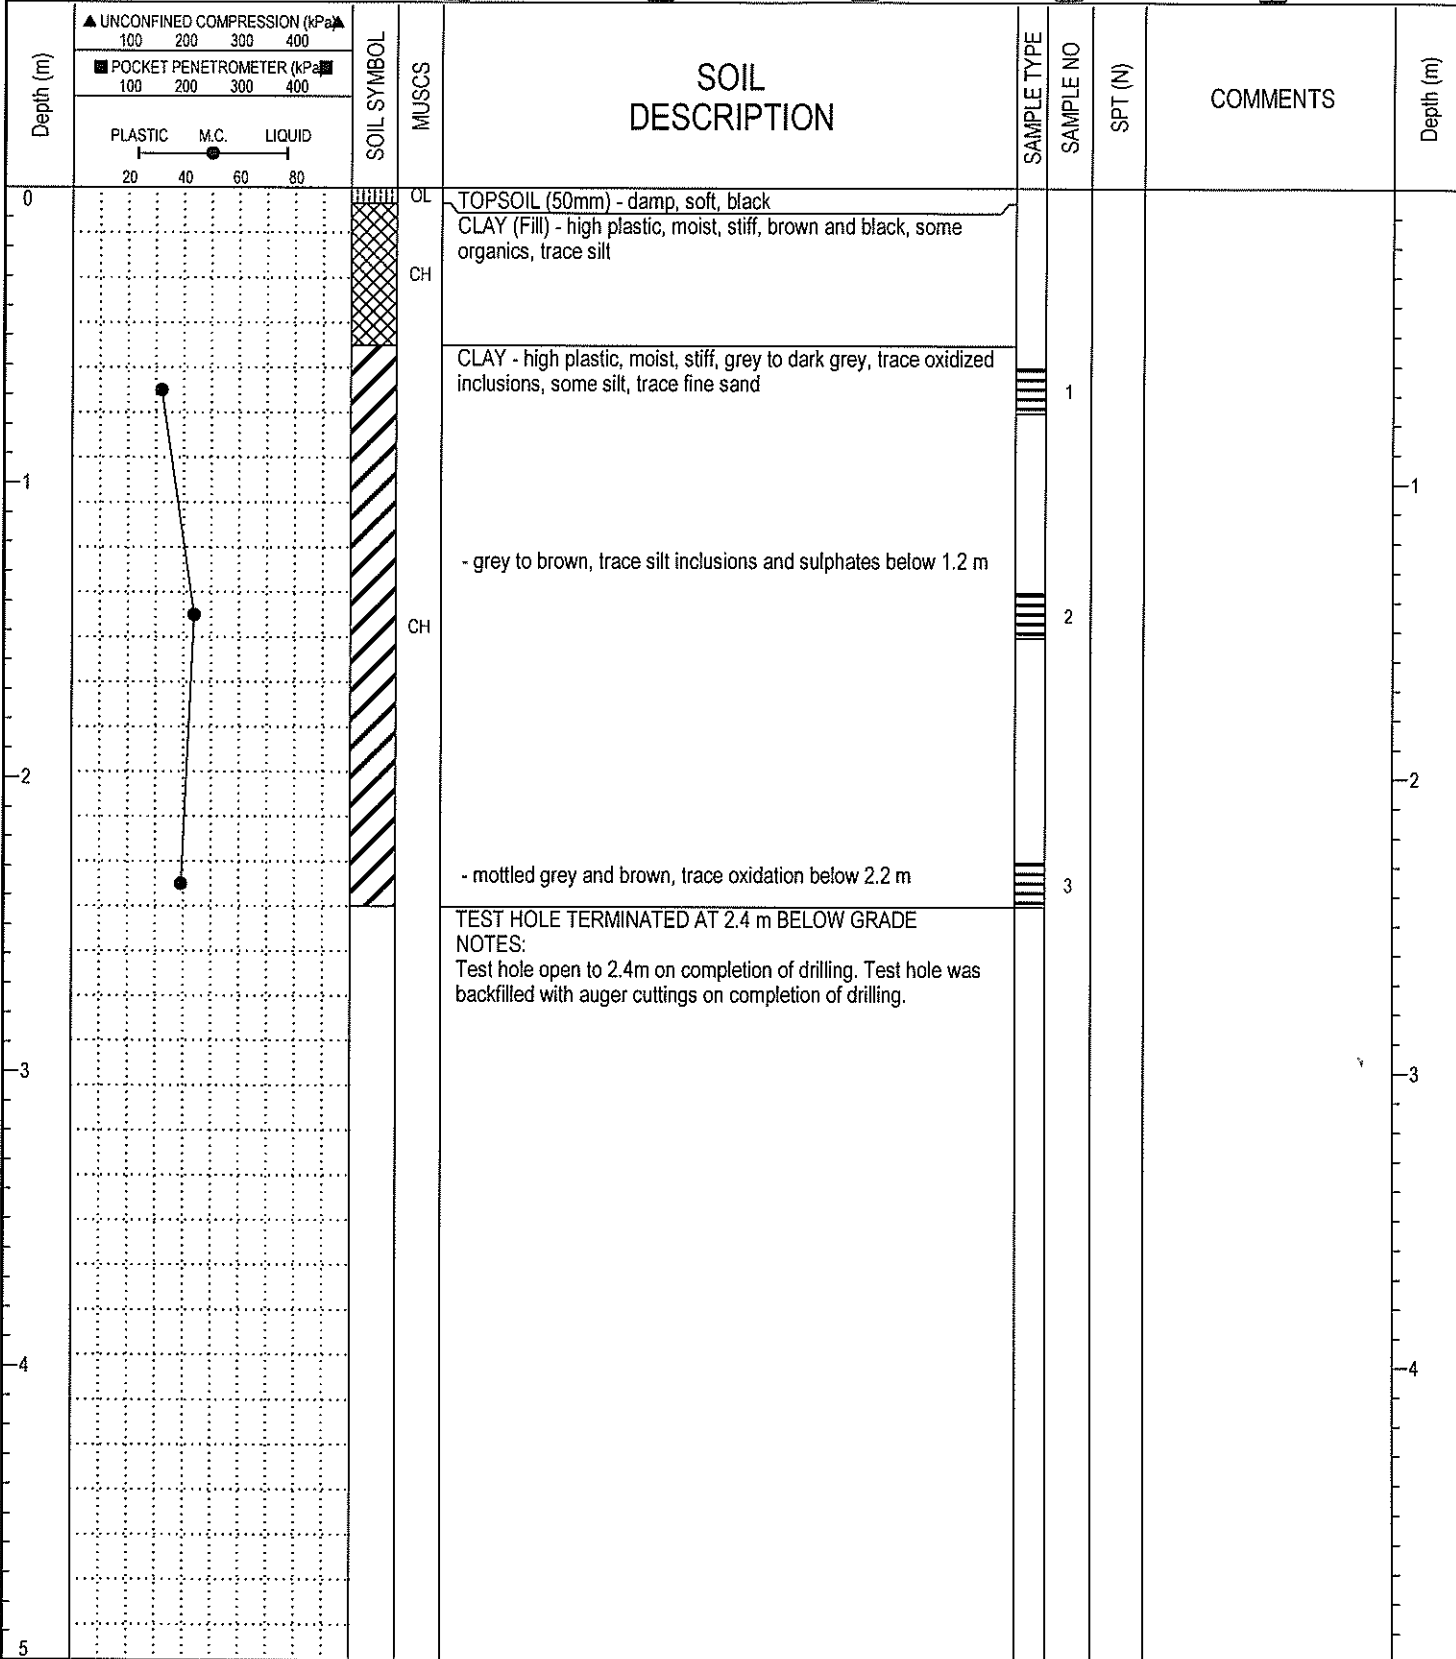 Depth (m)
▲ UNCONFINED COMPRESSION (kPa) ▲
100 200 300 400
■ POCKET PENETROMETER (kPa) ■
100 200 300 400
PLASTIC M.C. LIQUID
20 40 60 80
SOIL SYMBOL
MUSCS
SOIL
DESCRIPTION
SAMPLE TYPE
SAMPLE NO
SPT (N)
COMMENTS
Depth (m)
0
OL
TOPSOIL (50mm) - damp, soft, black
0
CLAY (Fill) - high plastic, moist, stiff, brown and black, some
organics, trace silt
CH
CLAY - high plastic, moist, stiff, grey to dark grey, trace oxidized
inclusions, some silt, trace fine sand
1
1
1
- grey to brown, trace silt inclusions and sulphates below 1.2 m
2
CH
2
2
- mottled grey and brown, trace oxidation below 2.2 m
3
TEST HOLE TERMINATED AT 2.4 m BELOW GRADE
NOTES:
Test hole open to 2.4m on completion of drilling. Test hole was
backfilled with auger cuttings on completion of drilling.
3
3
4
4
5